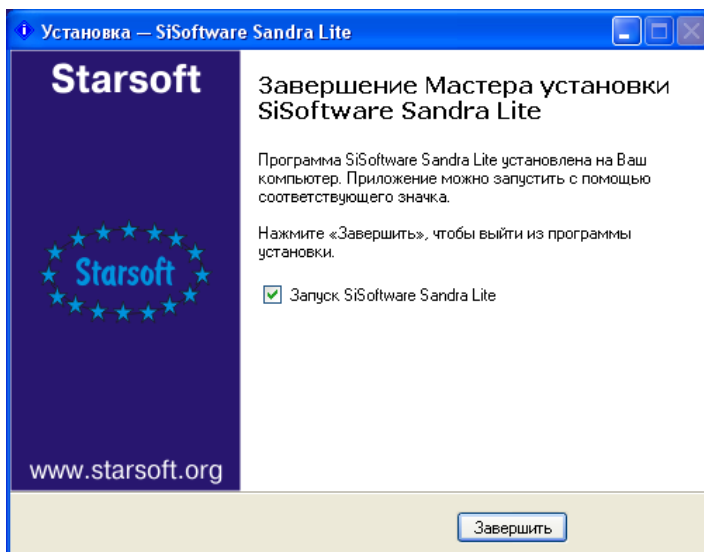 Установка — SiSoftware Sandra Lite
Starsoft
Завершение Мастера установки
SiSoftware Sandra Lite
Программа SiSoftware Sandra Lite установлена на Ваш
компьютер. Приложение можно запустить с помощью
соответствующего значка.
Нажмите «Завершить», чтобы выйти из программы
установки.
Запуск SiSoftware Sandra Lite
Starsoft
www.starsoft.org
Завершить